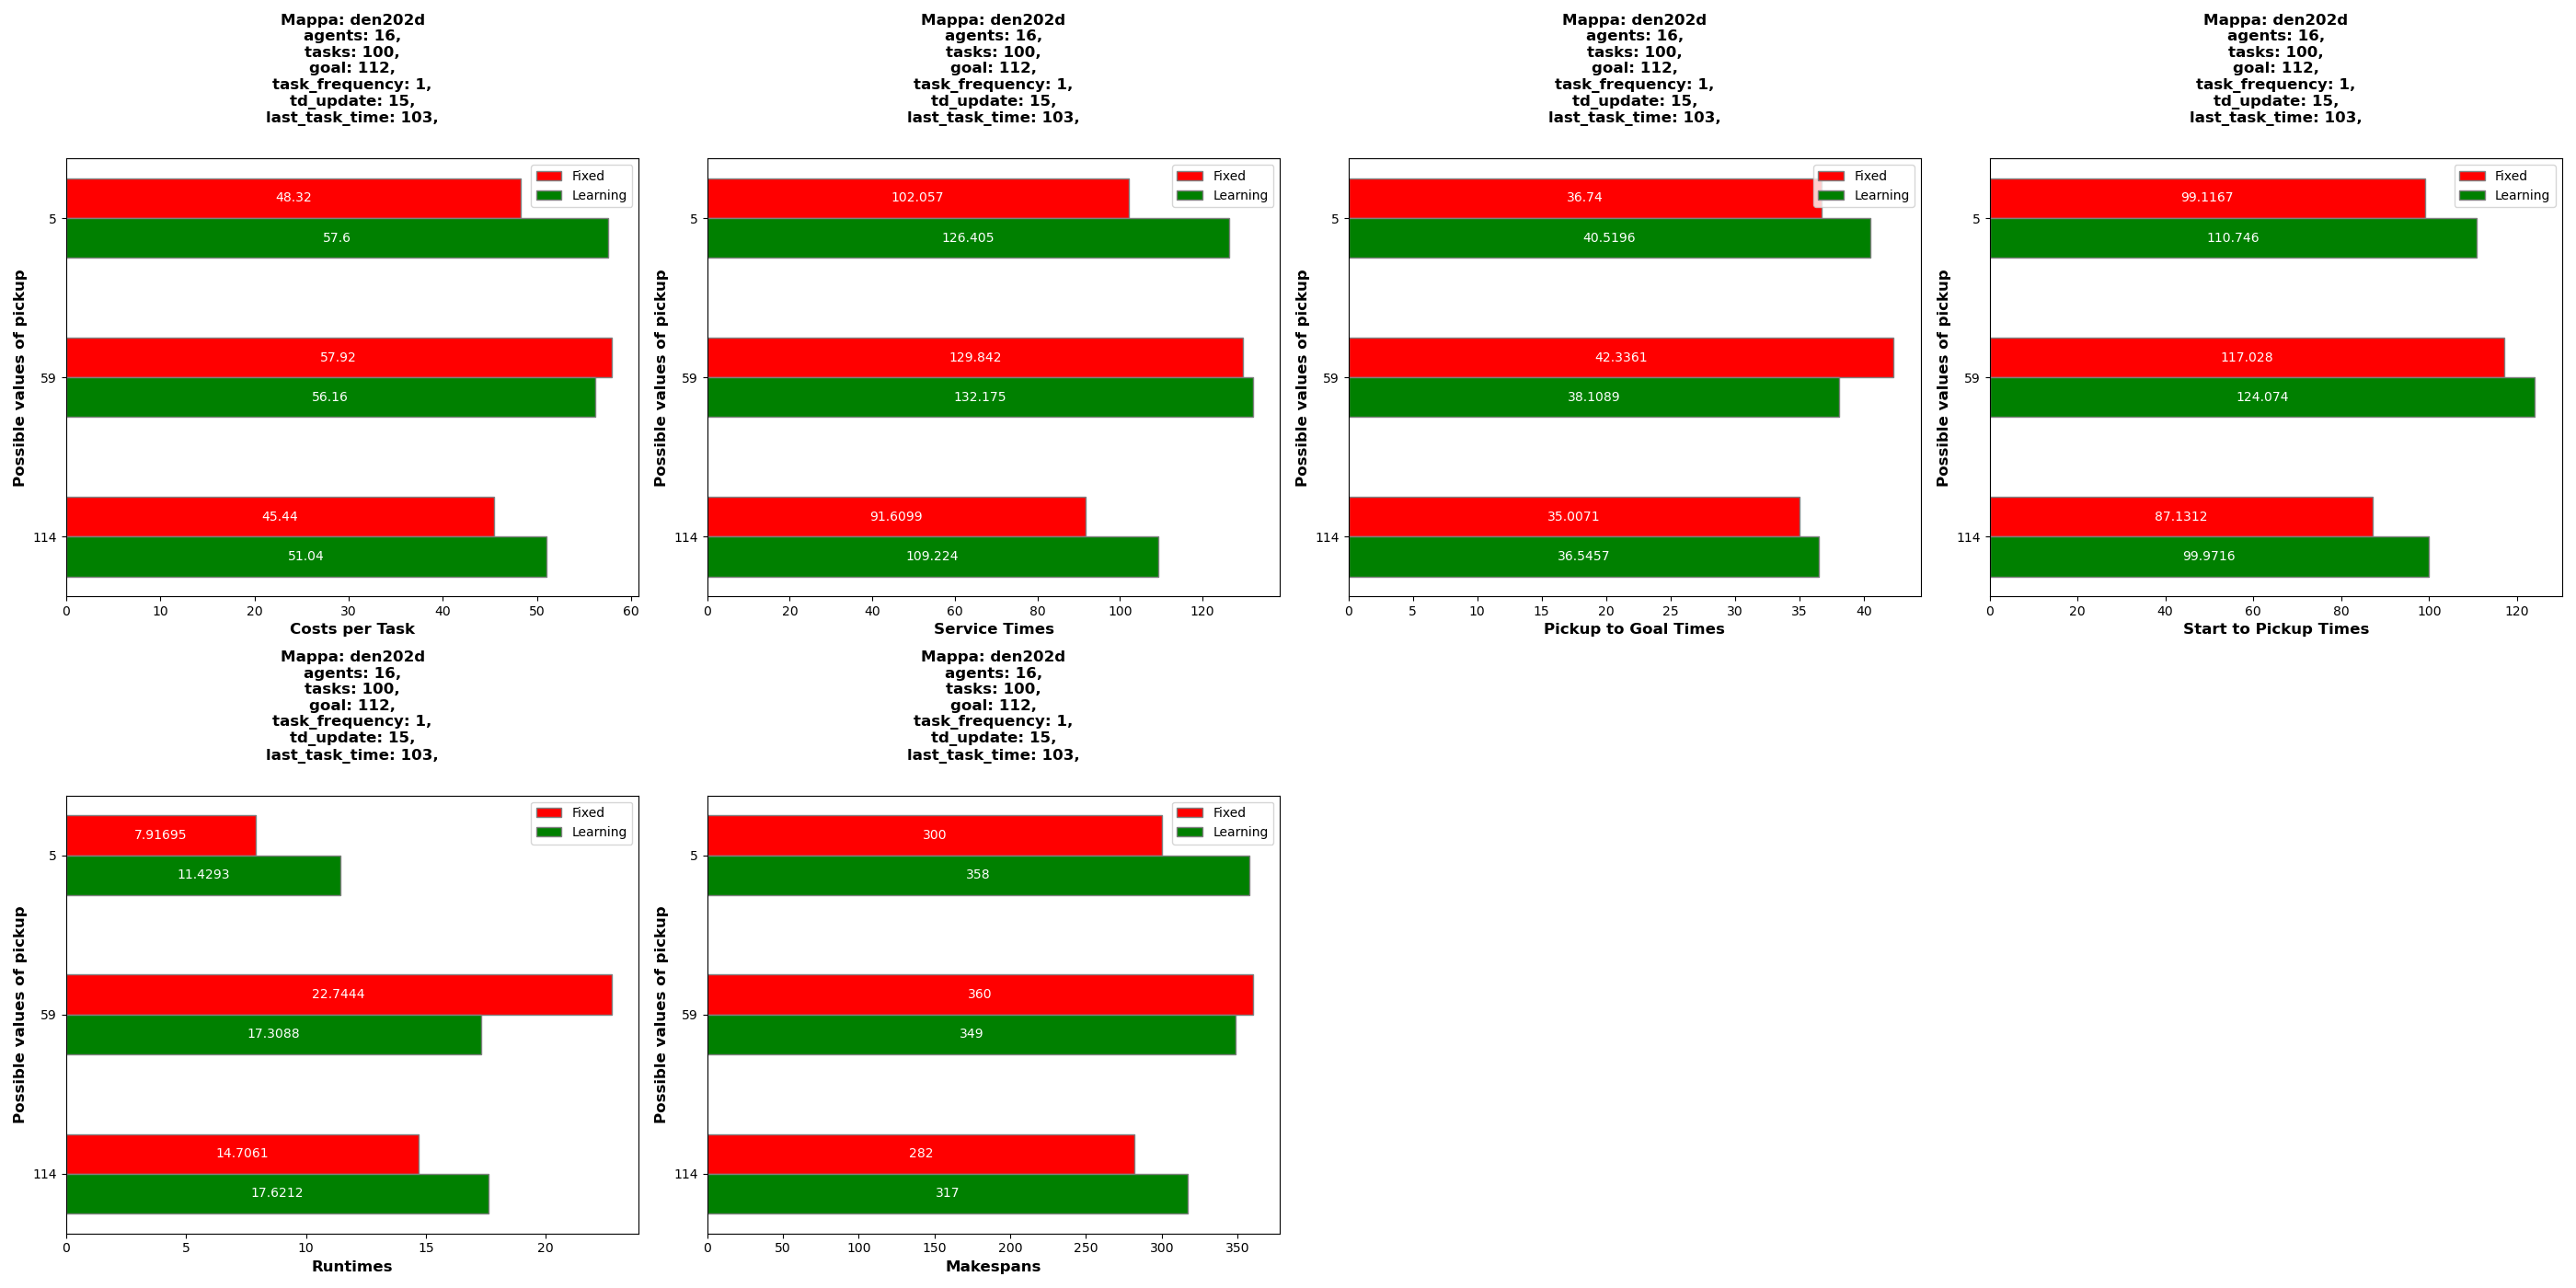 Mappa: den202d
agents: 16,
tasks: 100,
goal: 112,
task_frequency: 1,
td_update: 15,
last_task_time: 103,
Fixed
Learning
Possible values of pickup
5
59
114
48.32
57.6
57.92
56.16
45.44
51.04
0 10 20 30 40 50 60
Costs per Task
Mappa: den202d
agents: 16,
tasks: 100,
goal: 112,
task_frequency: 1,
td_update: 15,
last_task_time: 103,
Fixed
Learning
Possible values of pickup
5
59
114
102.057
126.405
129.842
132.175
91.6099
109.224
0 20 40 60 80 100 120
Service Times
Mappa: den202d
agents: 16,
tasks: 100,
goal: 112,
task_frequency: 1,
td_update: 15,
last_task_time: 103,
Fixed
Learning
Possible values of pickup
5
59
114
36.74
40.5196
42.3361
38.1089
35.0071
36.5457
0 5 10 15 20 25 30 35 40
Pickup to Goal Times
Mappa: den202d
agents: 16,
tasks: 100,
goal: 112,
task_frequency: 1,
td_update: 15,
last_task_time: 103,
Fixed
Learning
Possible values of pickup
5
59
114
99.1167
110.746
117.028
124.074
87.1312
99.9716
0 20 40 60 80 100 120
Start to Pickup Times
Mappa: den202d
agents: 16,
tasks: 100,
goal: 112,
task_frequency: 1,
td_update: 15,
last_task_time: 103,
Fixed
Learning
Possible values of pickup
5
59
114
7.91695
11.4293
22.7444
17.3088
14.7061
17.6212
0 5 10 15 20
Runtimes
Mappa: den202d
agents: 16,
tasks: 100,
goal: 112,
task_frequency: 1,
td_update: 15,
last_task_time: 103,
Fixed
Learning
Possible values of pickup
5
59
114
300
358
360
349
282
317
0 50 100 150 200 250 300 350
Makespans